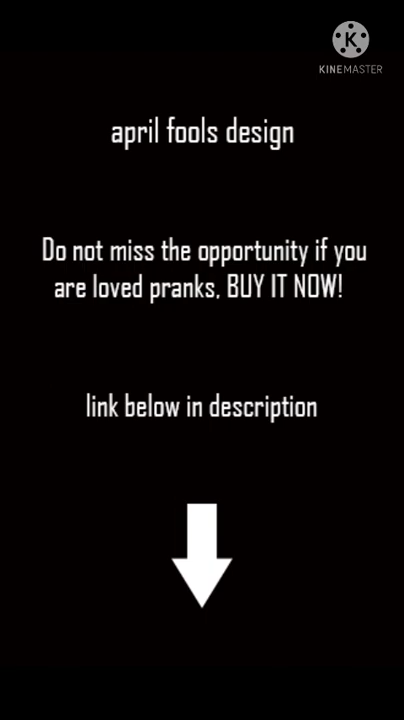 KINEMASTER
april fools design
Do not miss the opportunity if you
are loved pranks, BUY IT NOW!
link below in description